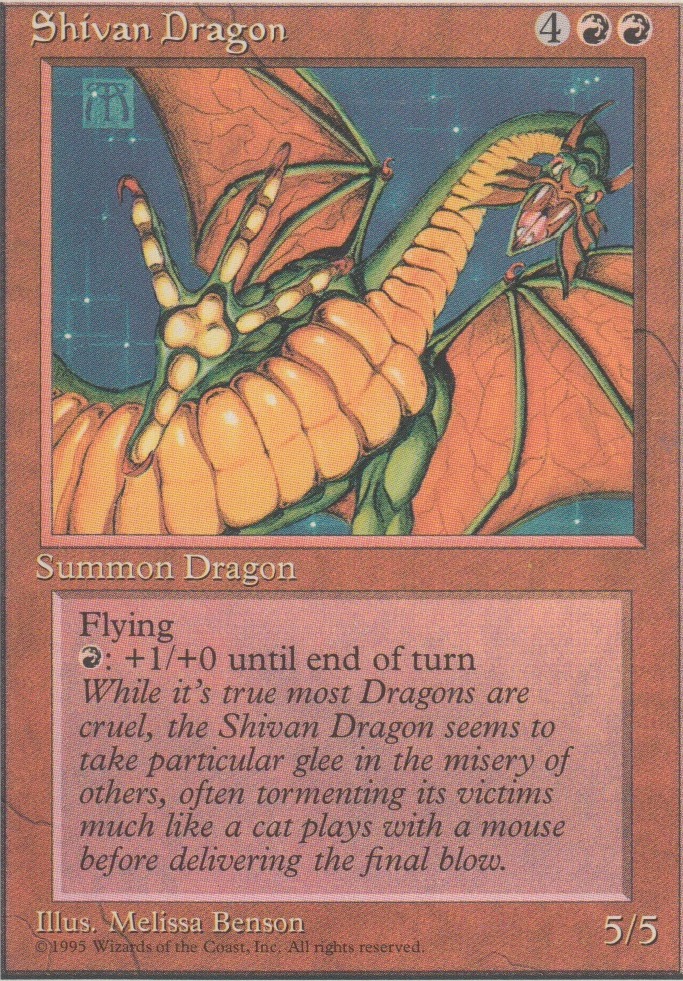 Shivan Dragon
4
Summon Dragon
Flying
: +1/+0 until end of turn
While it's true most Dragons are
cruel, the Shivan Dragon seems to
take particular glee in the misery of
others, often tormenting its victims
much like a cat plays with a mouse
before delivering the final blow.
Illus. Melissa Benson
5/5
©1995 Wizards of the Coast, Inc. All rights reserved.